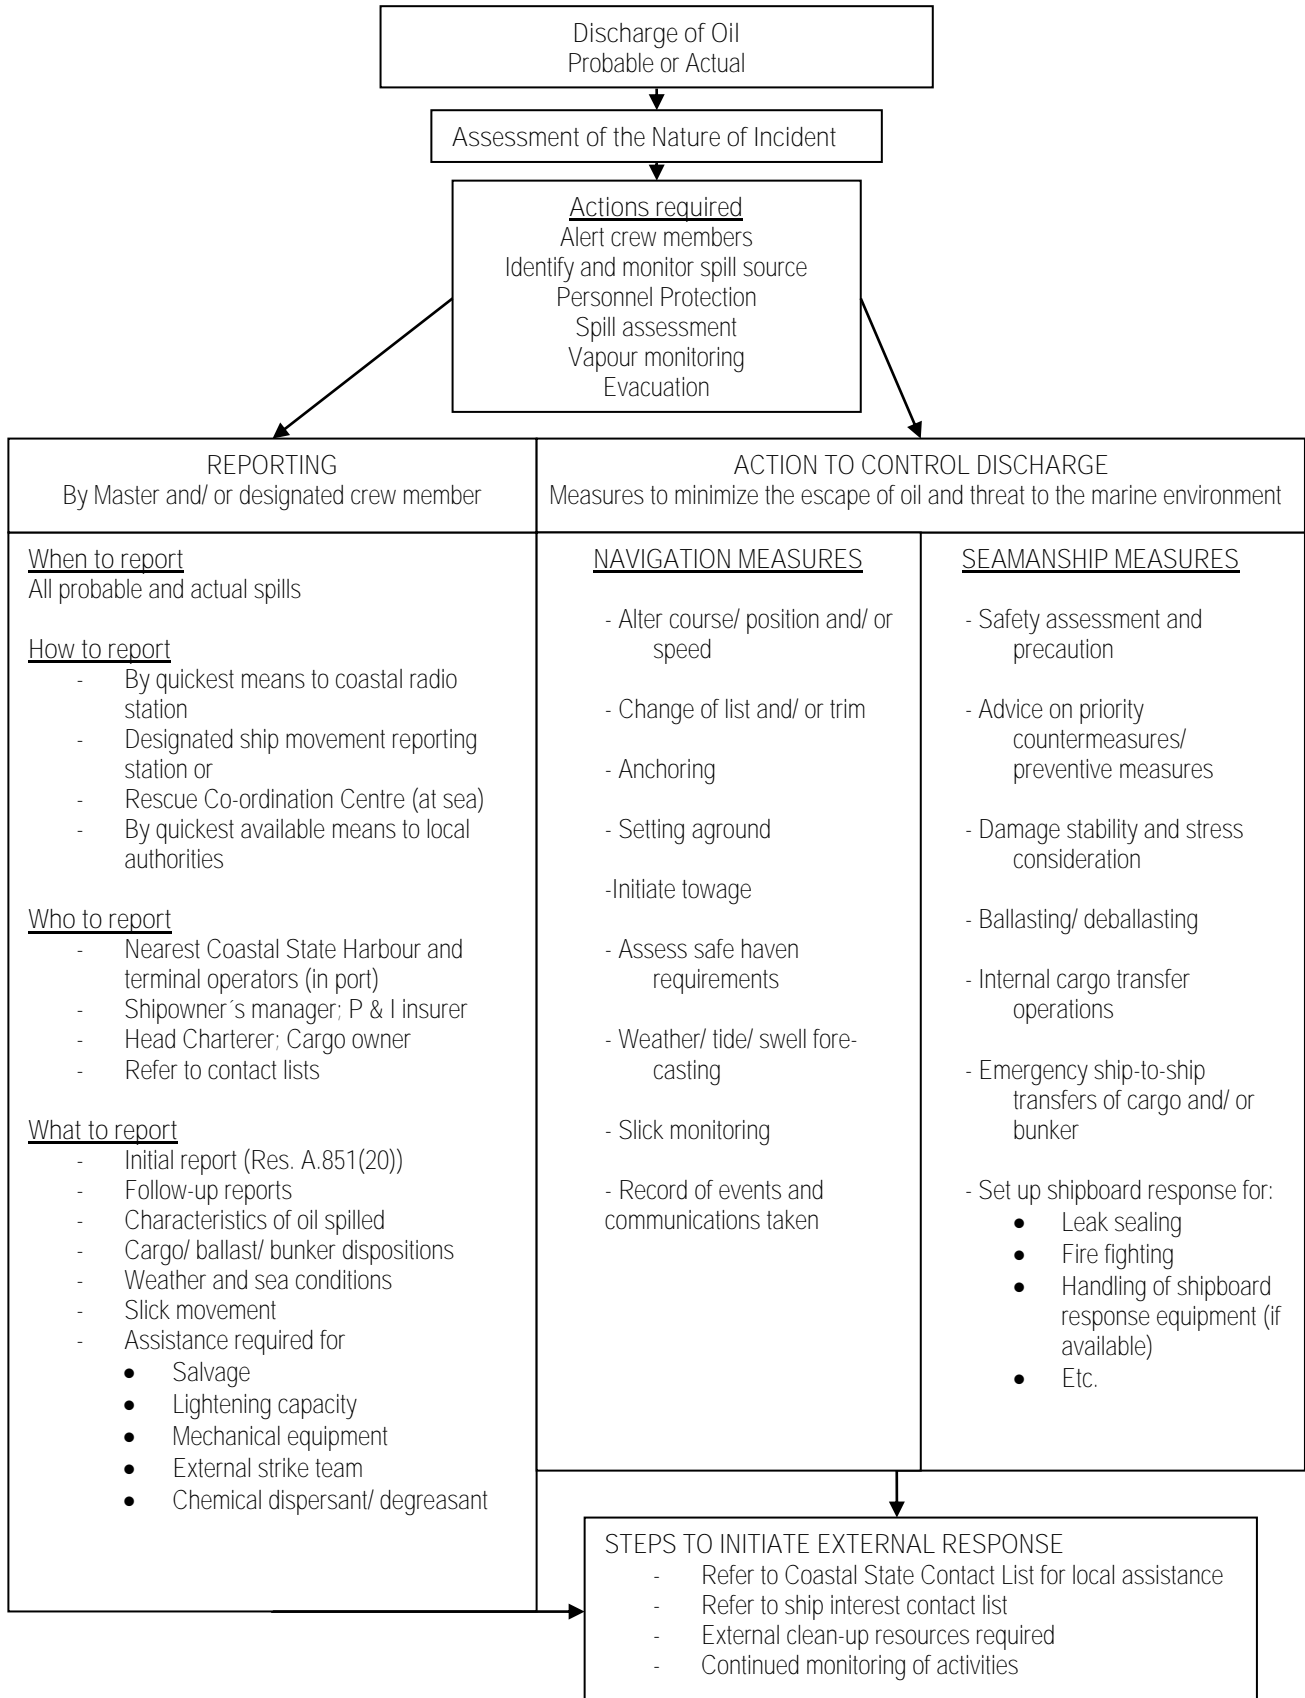 Discharge of Oil
Probable or Actual
Assessment of the Nature of Incident
Actions required
Alert crew members
Identify and monitor spill source
Personnel Protection
Spill assessment
Vapour monitoring
Evacuation
REPORTING
By Master and/ or designated crew member
ACTION TO CONTROL DISCHARGE
Measures to minimize the escape of oil and threat to the marine environment
When to report
All probable and actual spills
How to report
- By quickest means to coastal radio
station
- Designated ship movement reporting
station or
- Rescue Co-ordination Centre (at sea)
- By quickest available means to local
authorities
Who to report
- Nearest Coastal State Harbour and
terminal operators (in port)
- Shipowner´s manager; P & I insurer
- Head Charterer; Cargo owner
- Refer to contact lists
What to report
- Initial report (Res. A.851(20))
- Follow-up reports
- Characteristics of oil spilled
- Cargo/ ballast/ bunker dispositions
- Weather and sea conditions
- Slick movement
- Assistance required for
• Salvage
• Lightening capacity
• Mechanical equipment
• External strike team
• Chemical dispersant/ degreasant
NAVIGATION MEASURES
- Alter course/ position and/ or
speed
- Change of list and/ or trim
- Anchoring
- Setting aground
-Initiate towage
- Assess safe haven
requirements
- Weather/ tide/ swell fore-
casting
- Slick monitoring
- Record of events and
communications taken
SEAMANSHIP MEASURES
- Safety assessment and
precaution
- Advice on priority
countermeasures/
preventive measures
- Damage stability and stress
consideration
- Ballasting/ deballasting
- Internal cargo transfer
operations
- Emergency ship-to-ship
transfers of cargo and/ or
bunker
- Set up shipboard response for:
• Leak sealing
• Fire fighting
• Handling of shipboard
response equipment (if
available)
• Etc.
STEPS TO INITIATE EXTERNAL RESPONSE
- Refer to Coastal State Contact List for local assistance
- Refer to ship interest contact list
- External clean-up resources required
- Continued monitoring of activities